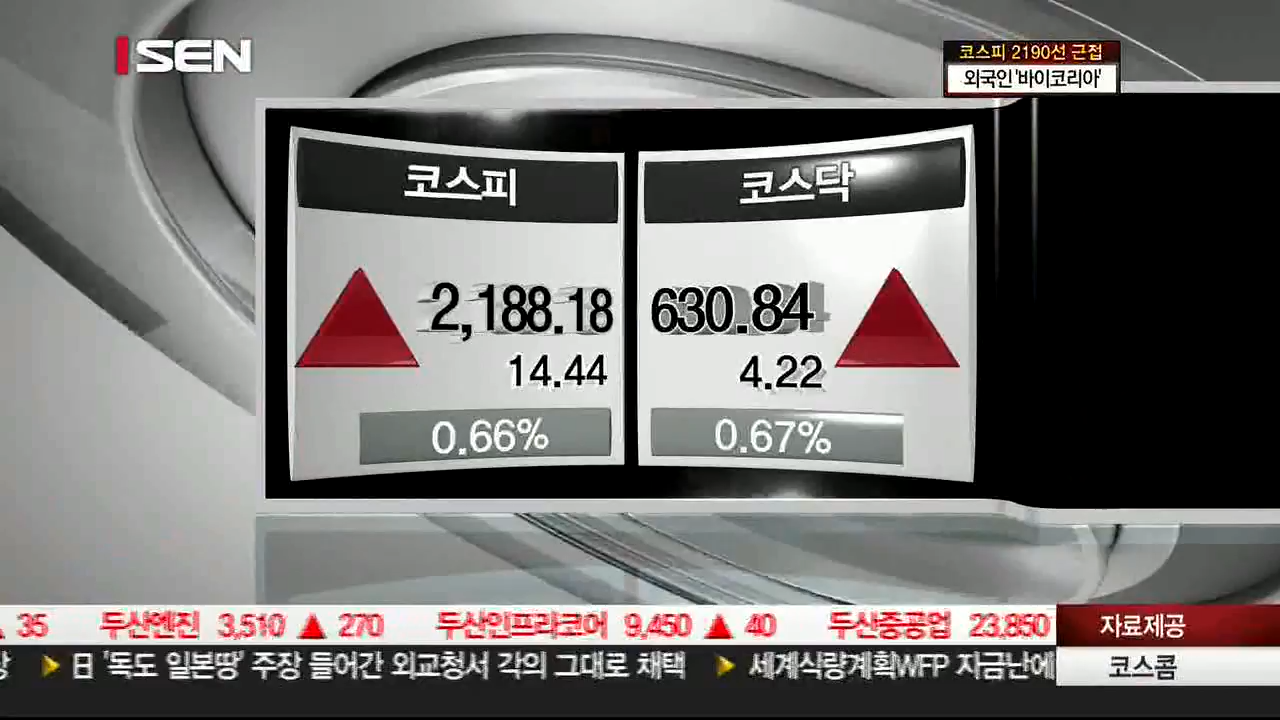 SEN
코스피 2190선 근접
외국인 '바이코리아'
코스피
2,188.18
14.44
0.66%
코스닥
630.84
4.22
0.67%
35 두산엔진 3,510 ▲ 270 두산인프라코어 9,450 ▲ 40 두산중공업 23,850
자료제공
▶ 日 '독도 일본땅' 주장 들어간 외교청서 각의 그대로 채택 ▶ 세계식량계획WFP 지금난에
코스콤